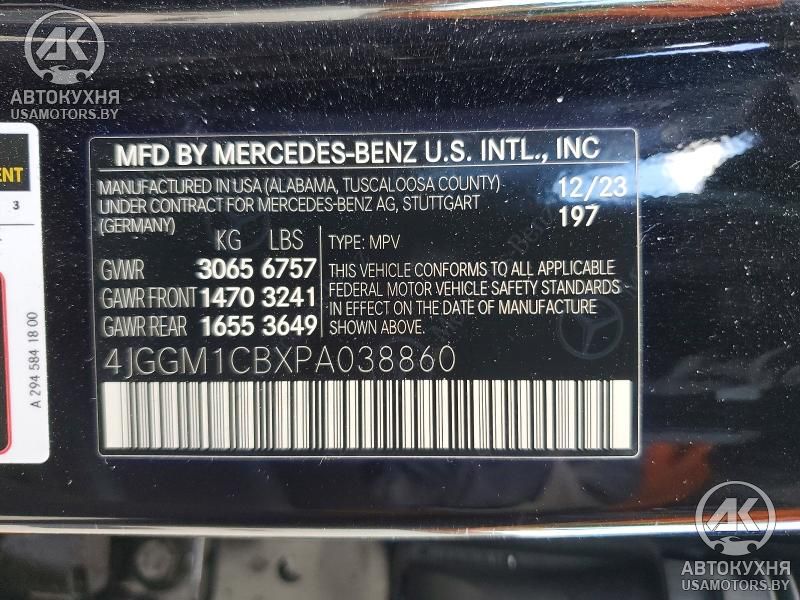 AK
АВТОКУХНЯ
USAMOTORS.BY
ENT
3
A 294 584 18 00
MFD BY MERCEDES-BENZ U.S. INTL., INC
MANUFACTURED IN USA (ALABAMA, TUSCALOOSA COUNTY)
UNDER CONTRACT FOR MERCEDES-BENZ AG, STUTTGART
(GERMANY)
12/23
197
KG LBS
GVWR 3065 6757
GAWR FRONT 1470 3241
GAWR REAR 1655 3649
TYPE: MPV
THIS VEHICLE CONFORMS TO ALL APPLICABLE
FEDERAL MOTOR VEHICLE SAFETY STANDARDS
IN EFFECT ON THE DATE OF MANUFACTURE
SHOWN ABOVE.
4JGGM1CBXPA038860
AK
АВТОКУХНЯ
USAMOTORS.BY